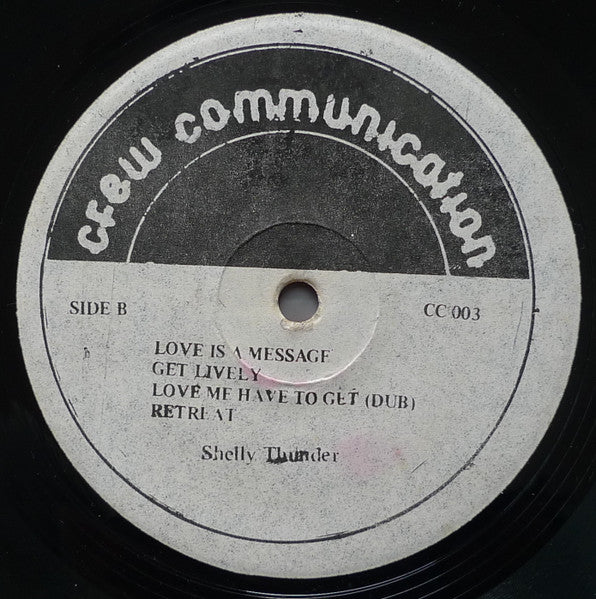 crew communication
SIDE B
CC 003
LOVE IS A MESSAGE
GET LIVELY
LOVE ME HAVE TO GET (DUB)
RETREAT
Shelly Thunder